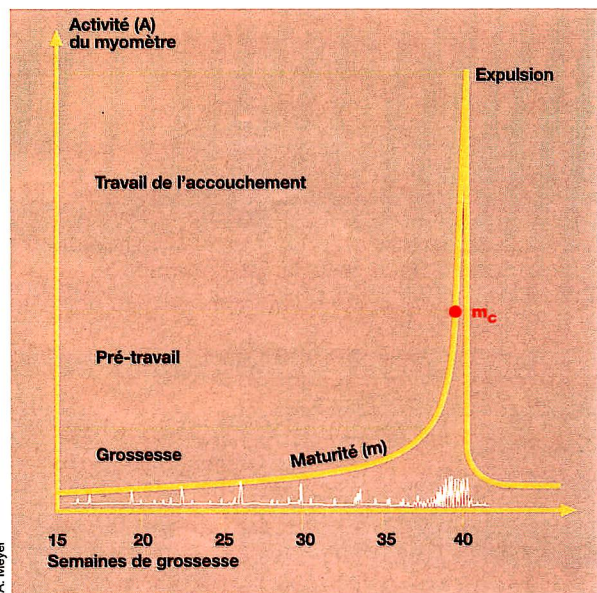 Activité (A)
du myomètre
Expulsion
Travail de l'accouchement
m_c
Pré-travail
Grossesse
Maturité (m)
15 20 25 30 35 40
Semaines de grossesse
A. Meyer